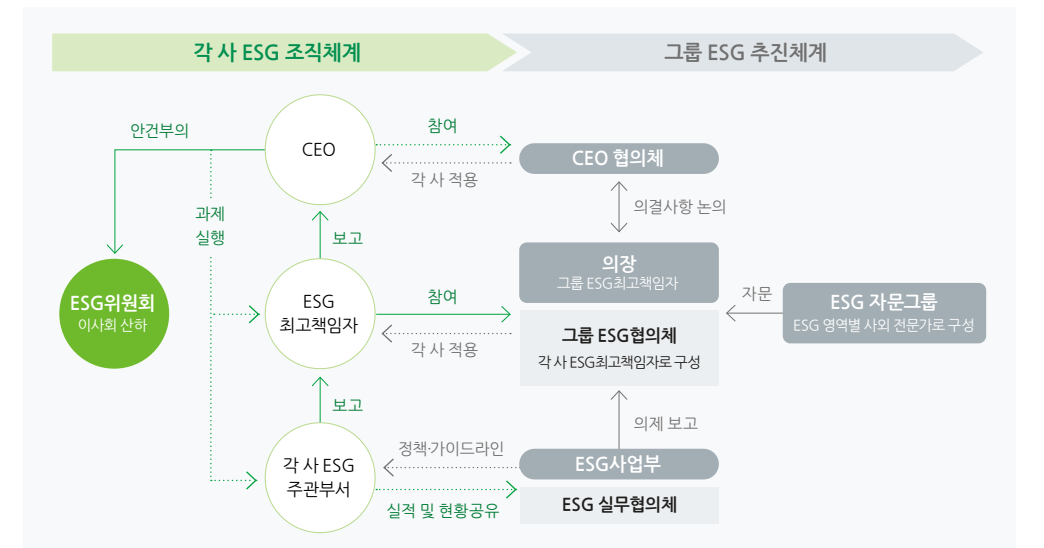 각 사 ESG 조직체계
그룹 ESG 추진체계
안건부의
CEO
참여
각 사 적용
CEO 협의체
의결사항 논의
과제
실행
보고
ESG위원회
이사회 산하
ESG
최고책임자
참여
각 사 적용
의장
그룹 ESG최고책임자
그룹 ESG협의체
각 사 ESG최고책임자로 구성
자문
ESG 자문그룹
ESG 영역별 사외 전문가로 구성
보고
의제 보고
각 사 ESG
주관부서
정책·가이드라인
실적 및 현황공유
ESG사업부
ESG 실무협의체